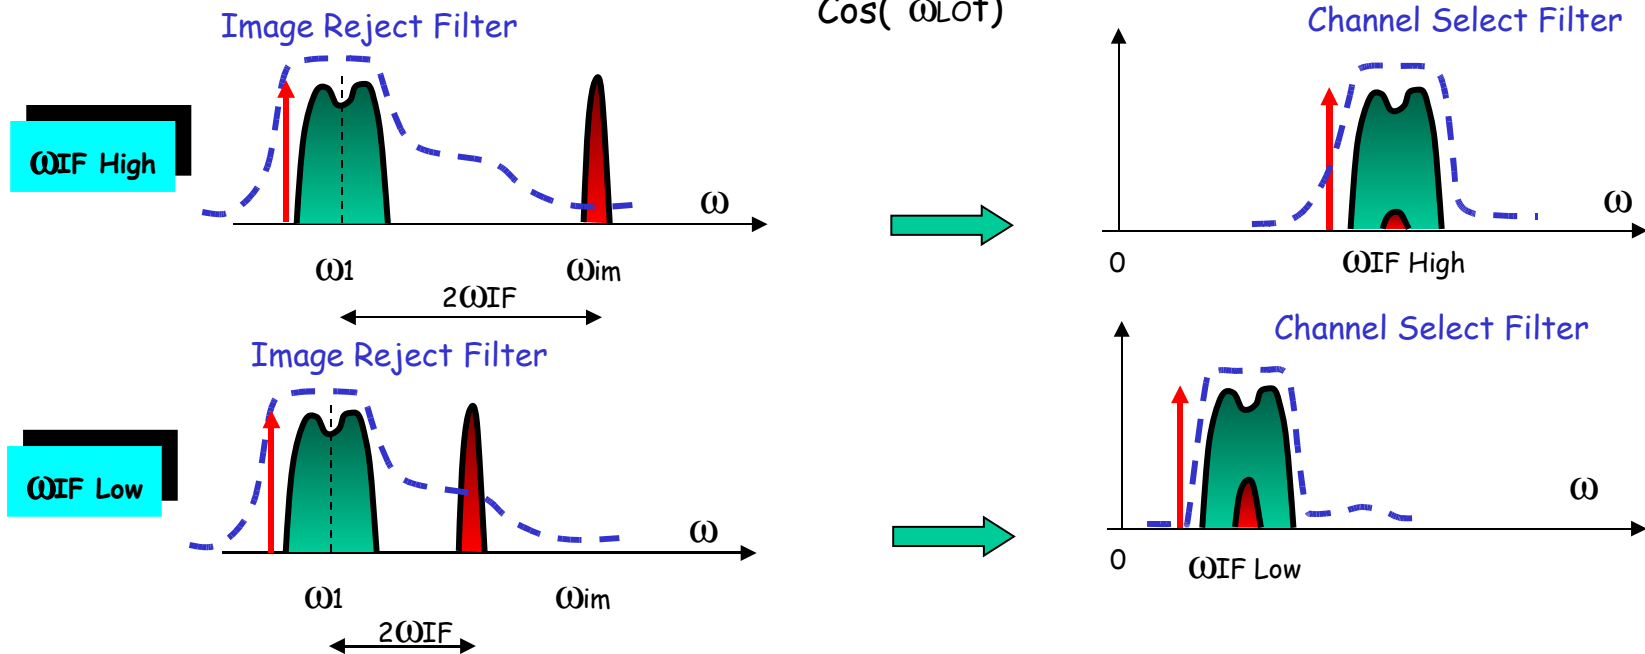 Cos( ωLOt)
Image Reject Filter
Channel Select Filter
ωIF High
ω
ω
ω1
ωim
0
ωIF High
2ωIF
Image Reject Filter
Channel Select Filter
ωIF Low
ω
ω
ω1
ωim
0
ωIF Low
2ωIF